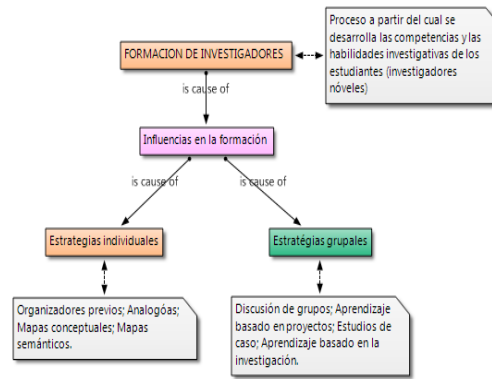 FORMACION DE INVESTIGADORES
Proceso a partir del cual se
desarrolla las competencias y las
habilidades investigativas de los
estudiantes (investigadores
nóveles)
is cause of
Influencias en la formación
is cause of
is cause of
Estrategias individuales
Estratégias grupales
Organizadores previos; Analogóas;
Mapas conceptuales; Mapas
semánticos.
Discusión de grupos; Aprendizaje
basado en proyectos; Estudios de
caso; Aprendizaje basado en la
investigación.